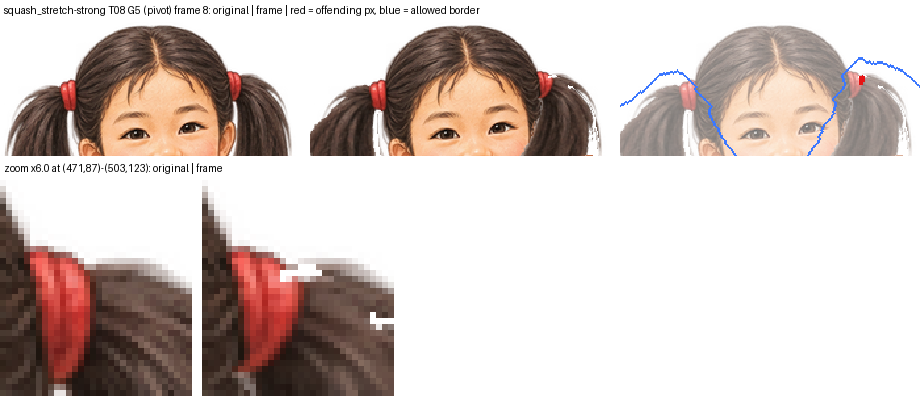 squash_stretch-strong T08 G5 (pivot) frame 8: original | frame | red = offending px, blue = allowed border
zoom x6.0 at (471,87)-(503,123): original | frame